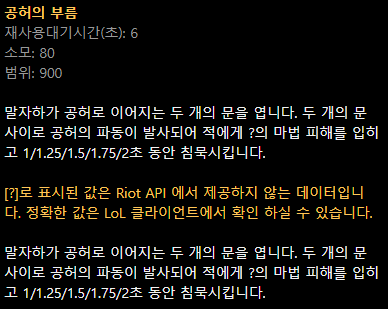 공허의 부름
재사용대기시간(초): 6
소모: 80
범위: 900
말자하가 공허로 이어지는 두 개의 문을 엽니다. 두 개의 문
사이로 공허의 파동이 발사되어 적에게 ?의 마법 피해를 입히
고 1/1.25/1.5/1.75/2초 동안 침묵시킵니다.
[?]로 표시된 값은 Riot API 에서 제공하지 않는 데이터입니
다. 정확한 값은 LoL 클라이언트에서 확인 하실 수 있습니다.
말자하가 공허로 이어지는 두 개의 문을 엽니다. 두 개의 문
사이로 공허의 파동이 발사되어 적에게 ?의 마법 피해를 입히
고 1/1.25/1.5/1.75/2초 동안 침묵시킵니다.